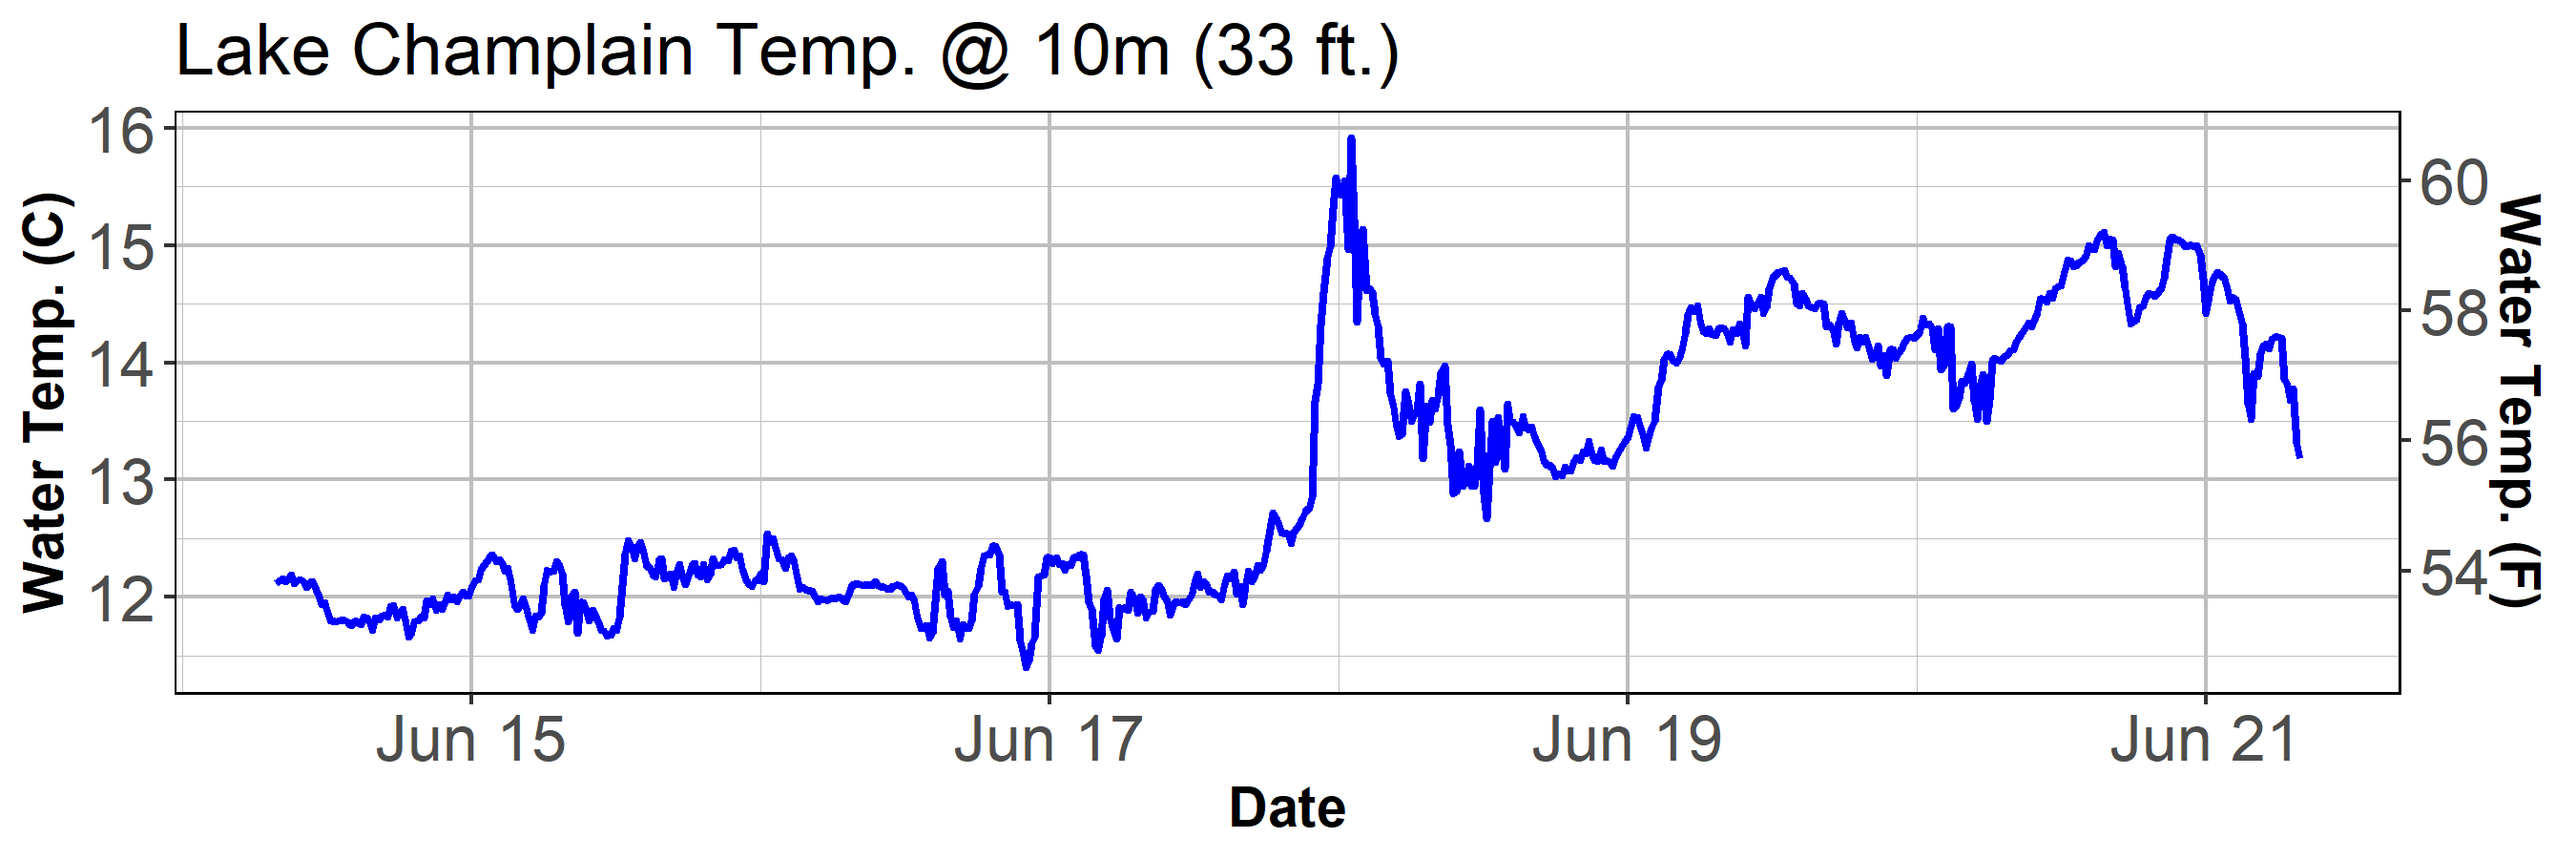 Lake Champlain Temp. @ 10m (33 ft.)
Water Temp. (C)
16
15
14
13
12
60
58
56
54
Water Temp. (F)
Jun 15
Jun 17
Jun 19
Jun 21
Date